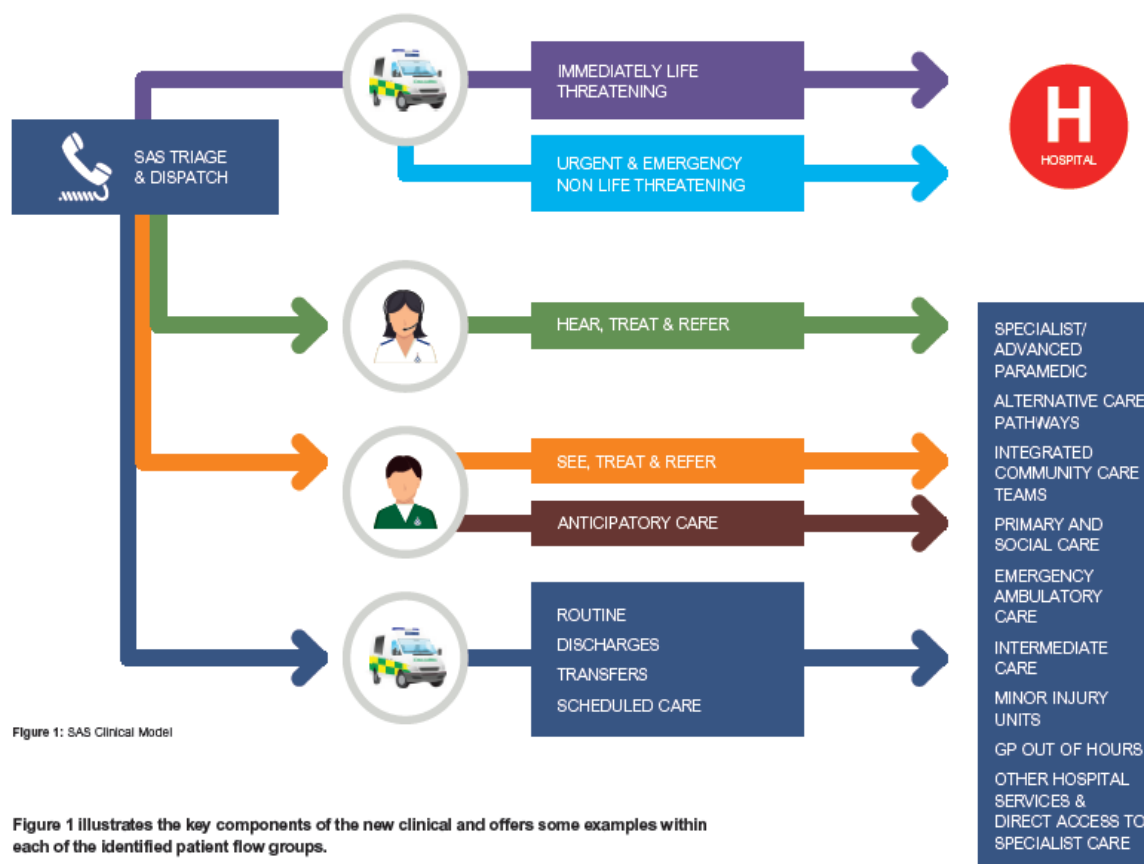 IMMEDIATELY LIFE
THREATENING
H
HOSPITAL
SAS TRIAGE
& DISPATCH
URGENT & EMERGENCY
NON LIFE THREATENING
HEAR, TREAT & REFER
SEE, TREAT & REFER
ANTICIPATORY CARE
ROUTINE
DISCHARGES
TRANSFERS
SCHEDULED CARE
SPECIALIST/
ADVANCED
PARAMEDIC
ALTERNATIVE CARE
PATHWAYS
INTEGRATED
COMMUNITY CARE
TEAMS
PRIMARY AND
SOCIAL CARE
EMERGENCY
AMBULATORY
CARE
INTERMEDIATE
CARE
MINOR INJURY
UNITS
GP OUT OF HOURS
OTHER HOSPITAL
SERVICES &
DIRECT ACCESS TO
SPECIALIST CARE
Figure 1: SAS Clinical Model
Figure 1 illustrates the key components of the new clinical and offers some examples within
each of the identified patient flow groups.